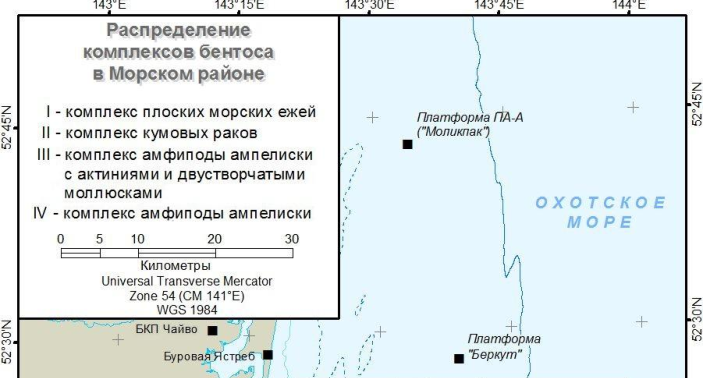 143°0'E 143°15'E 143°30'E 143°45'E 144°E
Распределение
комплексов бентоса
в Морском районе
I - комплекс плоских морских ежей
II - комплекс кумовых раков
III - комплекс амфиподы ампелиски
с актиниями и двустворчатыми
моллюсками
IV - комплекс амфиподы ампелиски
0 5 10 20 30
Километры
Universal Transverse Mercator
Zone 54 (CM 141°E)
WGS 1984
Платформа ПА-А
("Моликпак")
ОХОТСКОЕ
МОРЕ
52°45'N
52°45'N
БКП Чайво
Буровая Ястреб
Платформа
"Беркут"
52°30'N
52°30'N